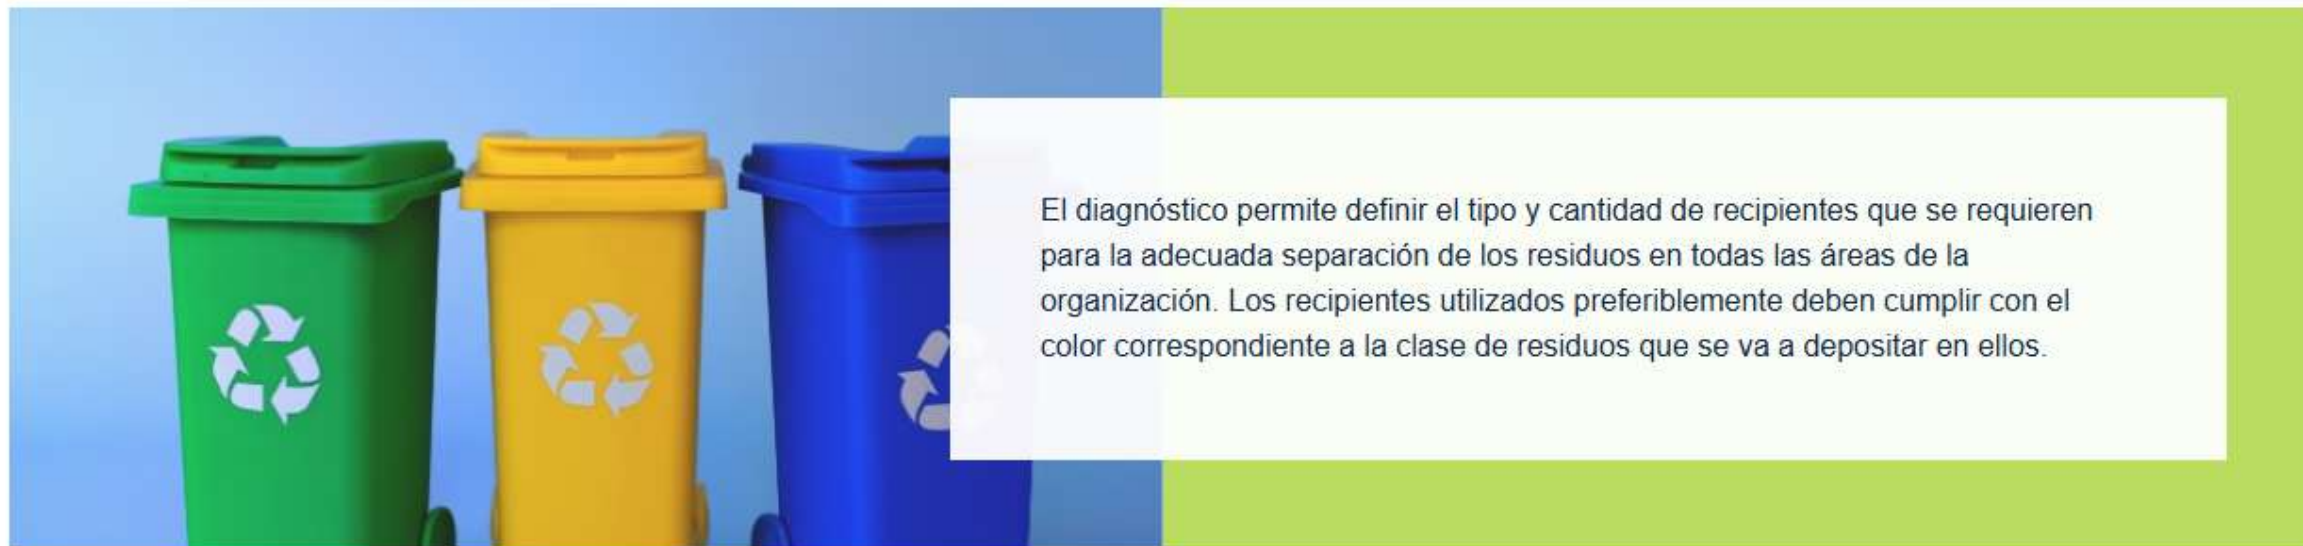 El diagnóstico permite definir el tipo y cantidad de recipientes que se requieren
para la adecuada separación de los residuos en todas las áreas de la
organización. Los recipientes utilizados preferiblemente deben cumplir con el
color correspondiente a la clase de residuos que se va a depositar en ellos.